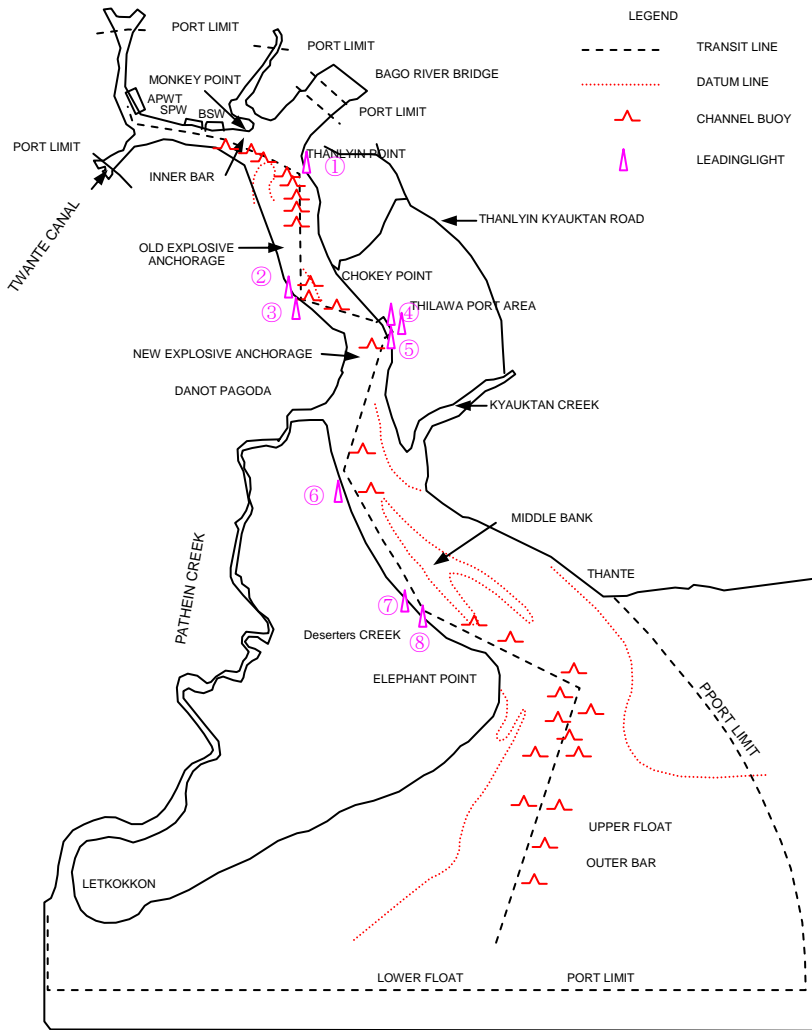 LEGEND
PORT LIMIT
PORT LIMIT
TRANSIT LINE
MONKEY POINT
BAGO RIVER BRIDGE
DATUM LINE
APWT
SPW
BSW
PORT LIMIT
CHANNEL BUOY
PORT LIMIT
THANLYIN POINT
①
LEADINGLIGHT
INNER BAR
TWANTE CANAL
THANLYIN KYAUKTAN ROAD
OLD EXPLOSIVE
ANCHORAGE
CHOKEY POINT
②
③
④
THILAWA PORT AREA
⑤
NEW EXPLOSIVE ANCHORAGE
DANOT PAGODA
KYAUKTAN CREEK
⑥
MIDDLE BANK
THANTE
PATHEIN CREEK
⑦
Deserters CREEK
⑧
ELEPHANT POINT
PPORT LIMIT
UPPER FLOAT
OUTER BAR
LETKOKKON
LOWER FLOAT
PORT LIMIT